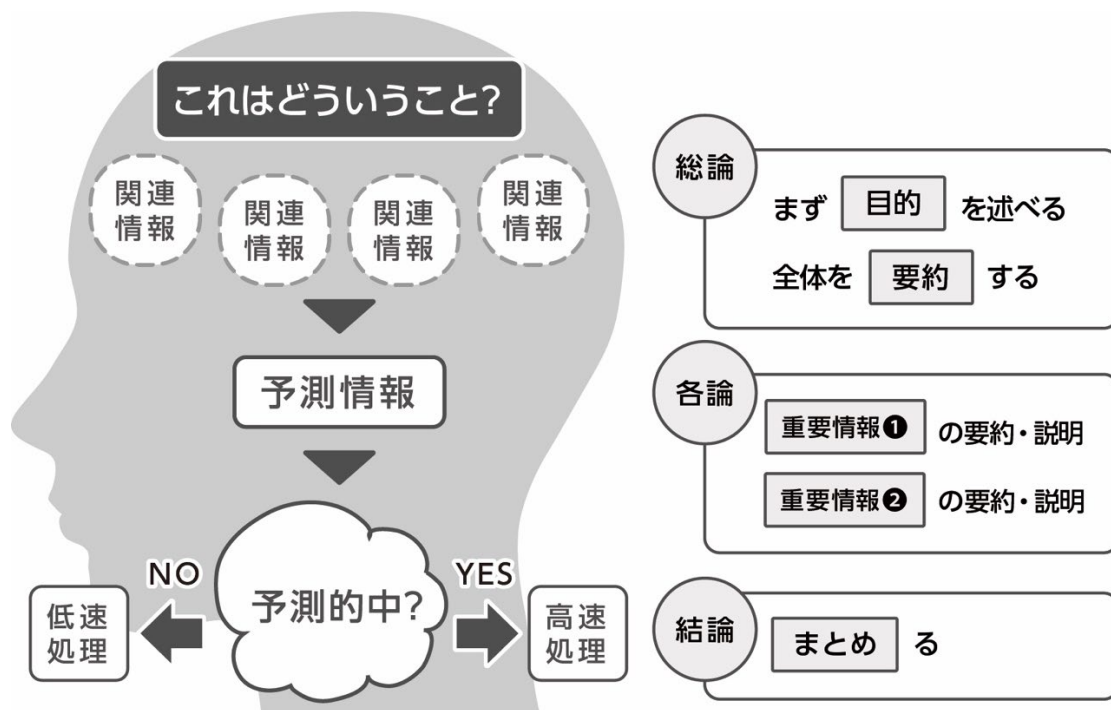 これはどういうこと?
関連
情報
関連
情報
関連
情報
関連
情報
予測情報
予測的中?
NO
YES
低速
処理
高速
処理
総論
まず 目的 を述べる
全体を 要約 する
各論
重要情報❶ の要約・説明
重要情報❷ の要約・説明
結論
まとめ る